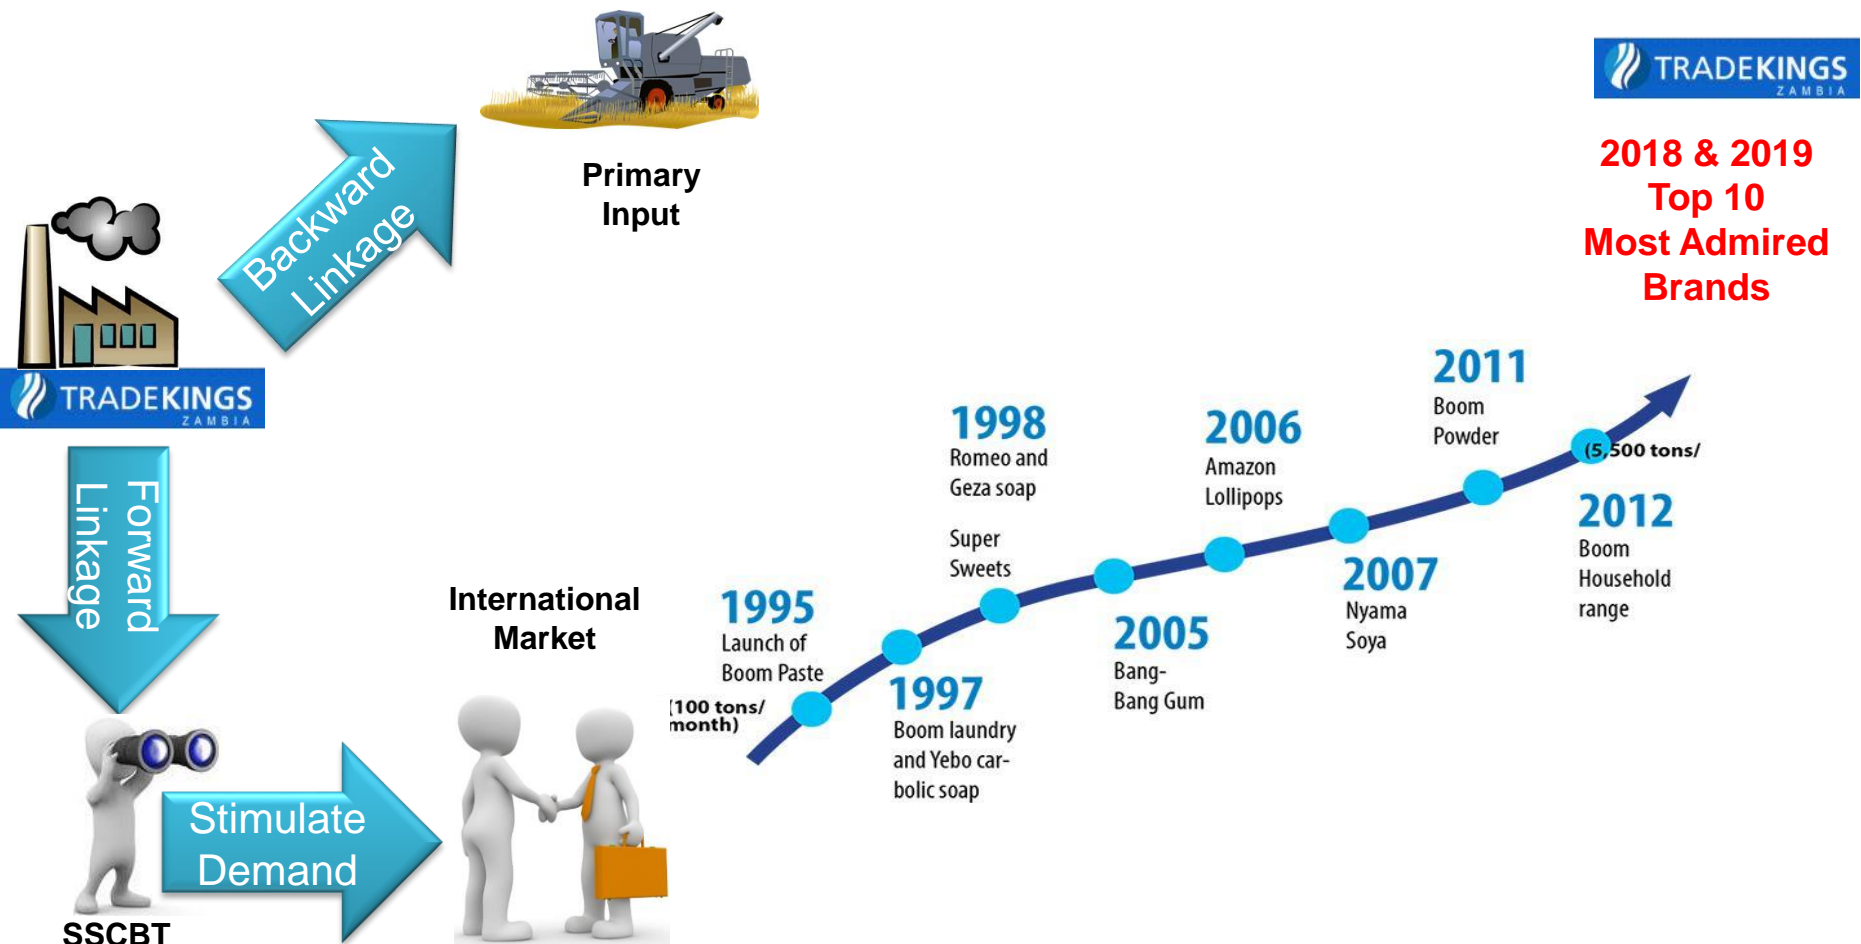 Primary
Input
Backward
Linkage
TRADEKINGS
ZAMBIA
Forward
Linkage
SSCBT
Stimulate
Demand
International
Market
TRADEKINGS
ZAMBIA
2018 & 2019
Top 10
Most Admired
Brands
1995
Launch of
Boom Paste
(100 tons/
month)
1997
Boom laundry
and Yebo car-
bolic soap
1998
Romeo and
Geza soap
Super
Sweets
2005
Bang-
Bang Gum
2006
Amazon
Lollipops
2007
Nyama
Soya
2011
Boom
Powder
(5,500 tons/
2012
Boom
Household
range